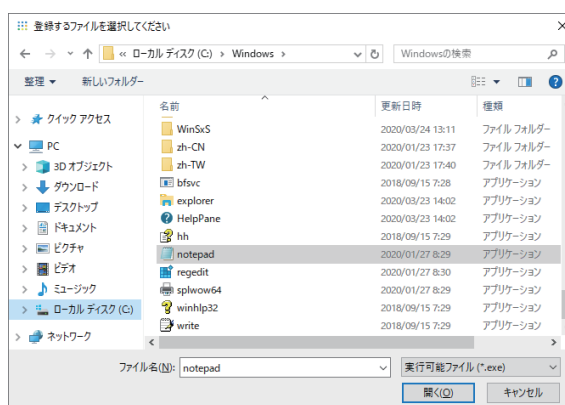 登録するファイルを選択してください
« ローカル ディスク (C:) › Windows ›
Windowsの検索
整理 新しいフォルダー
名前 更新日時 種類
クイック アクセス
PC
3D オブジェクト
ダウンロード
デスクトップ
ドキュメント
ピクチャ
ビデオ
ミュージック
ローカル ディスク (C:)
ネットワーク
WinSxS 2020/03/24 13:11 ファイル フォルダー
zh-CN 2020/01/23 17:37 ファイル フォルダー
zh-TW 2020/01/23 17:40 ファイル フォルダー
bfsvc 2018/09/15 7:28 アプリケーション
explorer 2020/03/23 14:02 アプリケーション
HelpPane 2020/03/23 14:02 アプリケーション
hh 2018/09/15 7:29 アプリケーション
notepad 2020/01/27 8:29 アプリケーション
regedit 2020/01/27 8:30 アプリケーション
splwow64 2020/01/27 8:29 アプリケーション
winhlp32 2018/09/15 7:29 アプリケーション
write 2018/09/15 7:29 アプリケーション
ファイル名(N): notepad 実行可能ファイル (*.exe)
開く(O) キャンセル